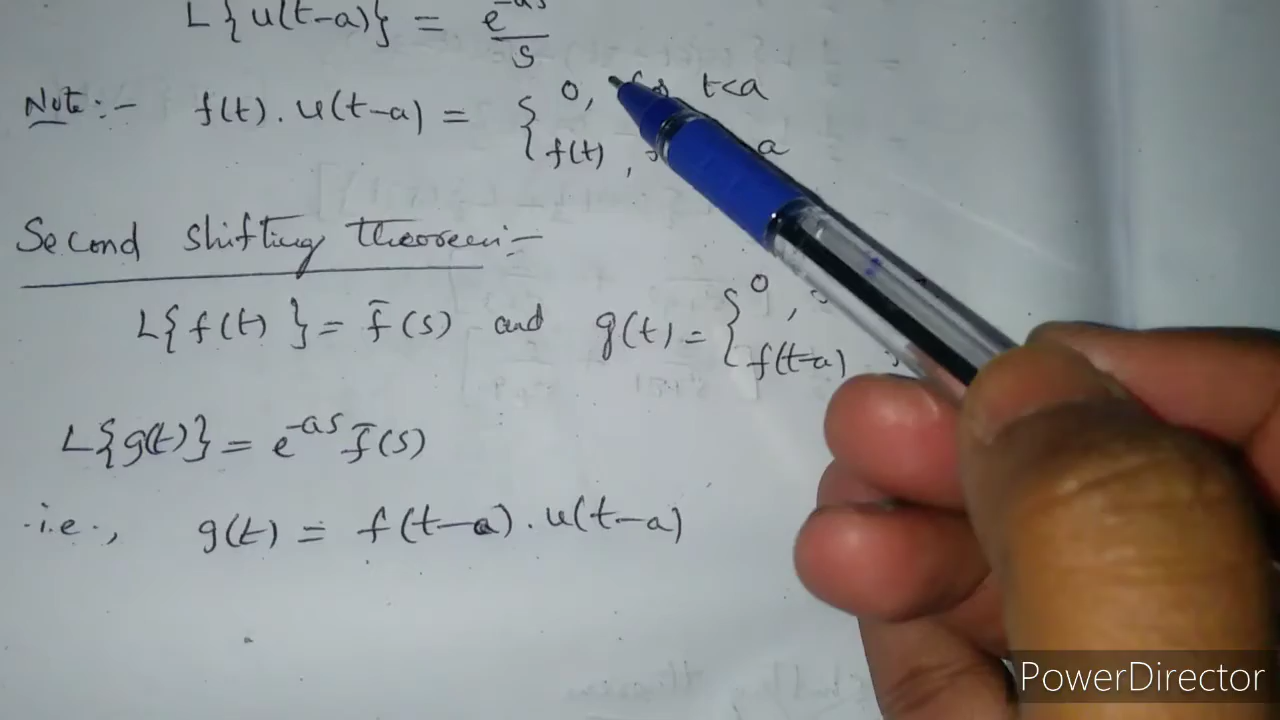 L{u(t-a)} = e^-as/s
Note:- f(t).u(t-a) = { 0, t<a
f(t), a
Second shifting theorem:-
L{f(t)} = f̄(s) and g(t) = { 0,
f(t-a)
L{g(t)} = e^-as f̄(s)
i.e., g(t) = f(t-a).u(t-a)
PowerDirector